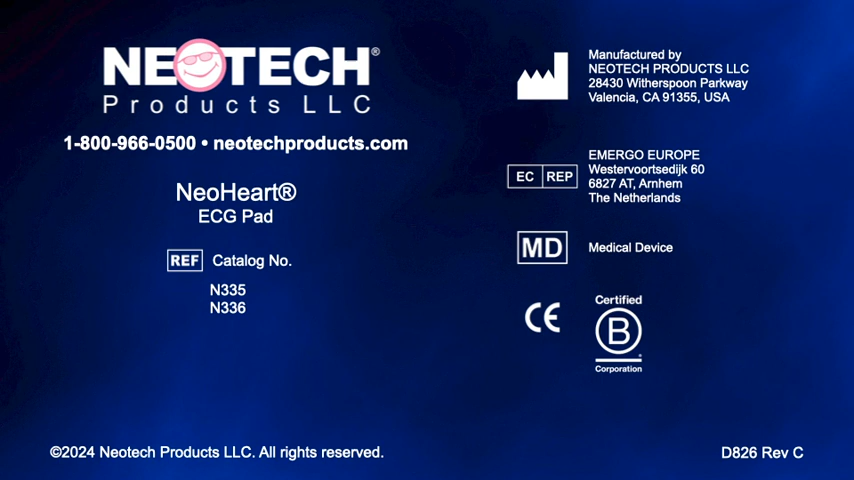 NEOTECH®
Products LLC
1-800-966-0500 • neotechproducts.com
NeoHeart®
ECG Pad
REF Catalog No.
N335
N336
Manufactured by
NEOTECH PRODUCTS LLC
28430 Witherspoon Parkway
Valencia, CA 91355, USA
EC REP
EMERGO EUROPE
Westervoortsedijk 60
6827 AT, Arnhem
The Netherlands
MD Medical Device
CE
Certified
B
Corporation
©2024 Neotech Products LLC. All rights reserved.
D826 Rev C